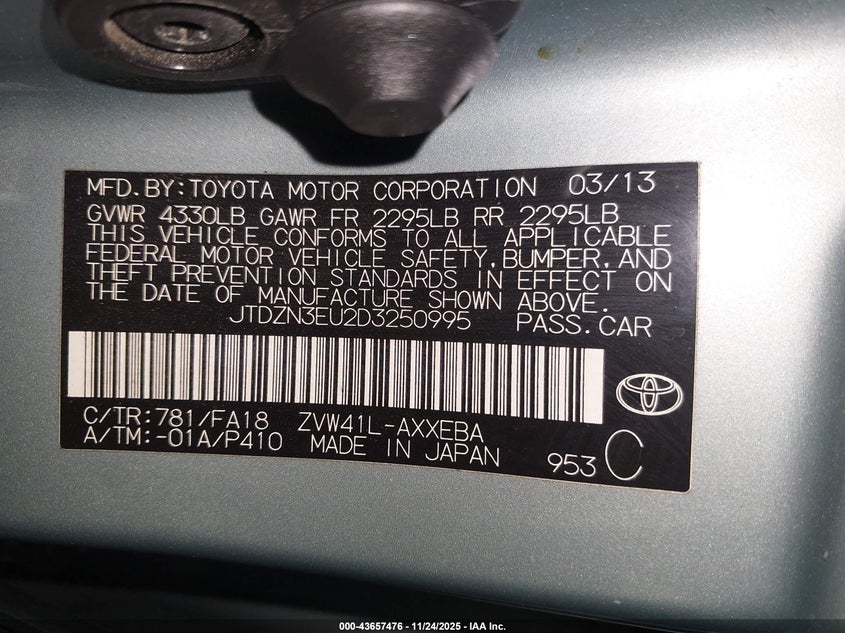 MFD. BY: TOYOTA MOTOR CORPORATION 03/13
GVWR 4330LB GAWR FR 2295LB RR 2295LB
THIS VEHICLE CONFORMS TO ALL APPLICABLE
FEDERAL MOTOR VEHICLE SAFETY, BUMPER, AND
THEFT PREVENTION STANDARDS IN EFFECT ON
THE DATE OF MANUFACTURE SHOWN ABOVE.
JTDZN3EU2D3250995 PASS. CAR
C/TR: 781/FA18 ZVW41L-AXXEBA
A/TM: -01A/P410 MADE IN JAPAN
953 C
000-43657476 - 11/24/2025 - IAA Inc.